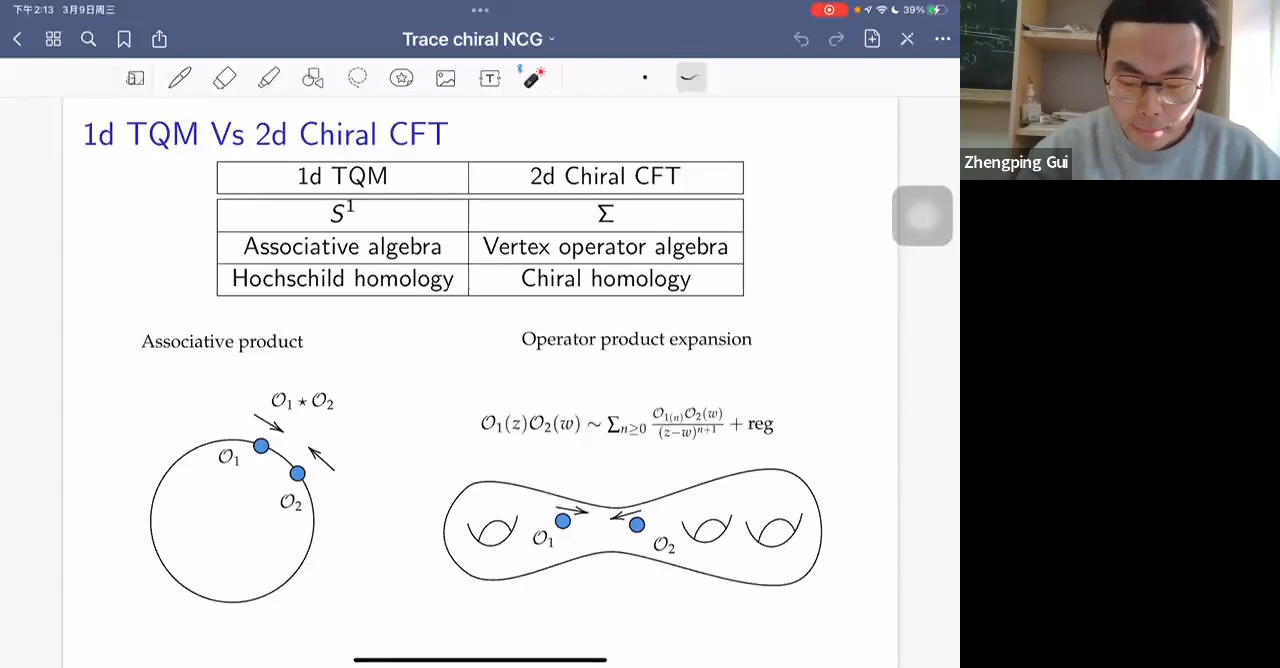 下午2:13 3月9日周三
39%
Trace chiral NCG
T
Zhengping Gui
1d TQM Vs 2d Chiral CFT
1d TQM 2d Chiral CFT
S¹ Σ
Associative algebra Vertex operator algebra
Hochschild homology Chiral homology
Associative product
Operator product expansion
𝒪₁ ⋆ 𝒪₂
𝒪₁(z)𝒪₂(w) ∼ ∑ₙ≥₀ 𝒪₁₍ₙ₎𝒪₂(w)/(z−w)ⁿ⁺¹ + reg
𝒪₁
𝒪₂
𝒪₁
𝒪₂